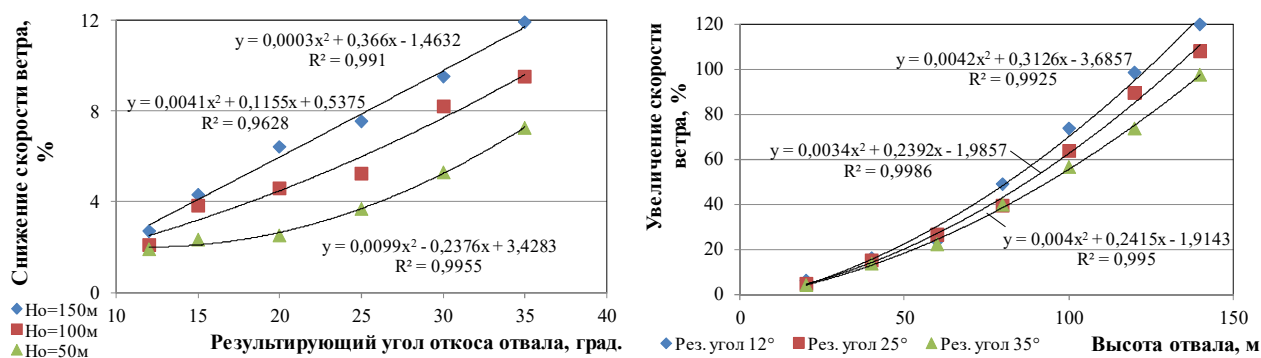 Снижение скорости ветра,
%
12
8
4
0
y = 0,0003x² + 0,366x - 1,4632
R² = 0,991
y = 0,0041x² + 0,1155x + 0,5375
R² = 0,9628
y = 0,0099x² - 0,2376x + 3,4283
R² = 0,9955
10 15 20 25 30 35 40
Результирующий угол откоса отвала, град.
Но=150м
Но=100м
Но=50м
Увеличение скорости
ветра, %
120
100
80
60
40
20
0
y = 0,0042x² + 0,3126x - 3,6857
R² = 0,9925
y = 0,0034x² + 0,2392x - 1,9857
R² = 0,9986
y = 0,004x² + 0,2415x - 1,9143
R² = 0,995
0 50 100 150
Рез. угол 12° Рез. угол 25° Рез. угол 35°
Высота отвала, м